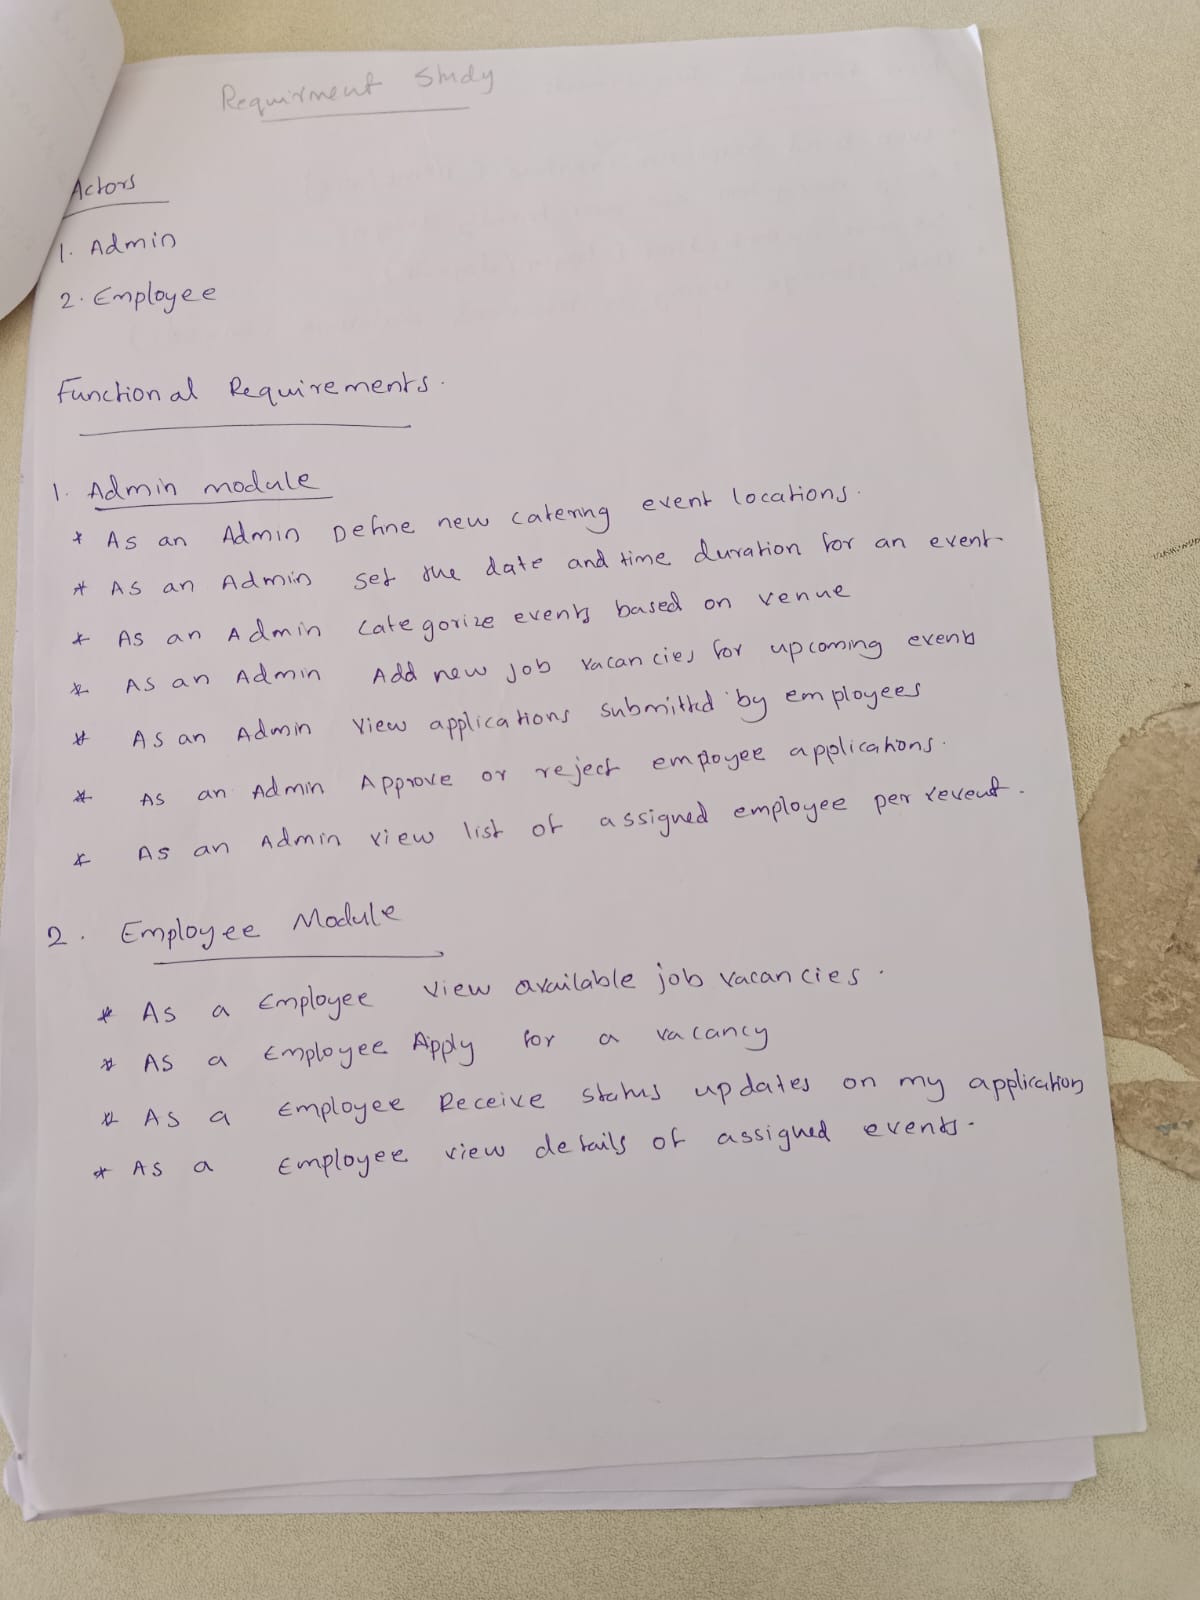 Requirment Study
Actors
1. Admin
2. Employee
Functional Requirements.
1. Admin module
* As an Admin Define new catering event locations.
* As an Admin set the date and time duration for an event
* As an Admin categorize events based on venue
* As an Admin Add new job vacancies for upcoming events
* As an Admin View applications submitted by employees
* As an Admin Approve or reject empoyee applications.
* As an Admin view list of assigned employee per
2. Employee Module
* As a Employee view available job vacancies.
* As a Employee Apply for a vacancy
* As a Employee Receive status updates on my application
* As a Employee view details of assigned events.